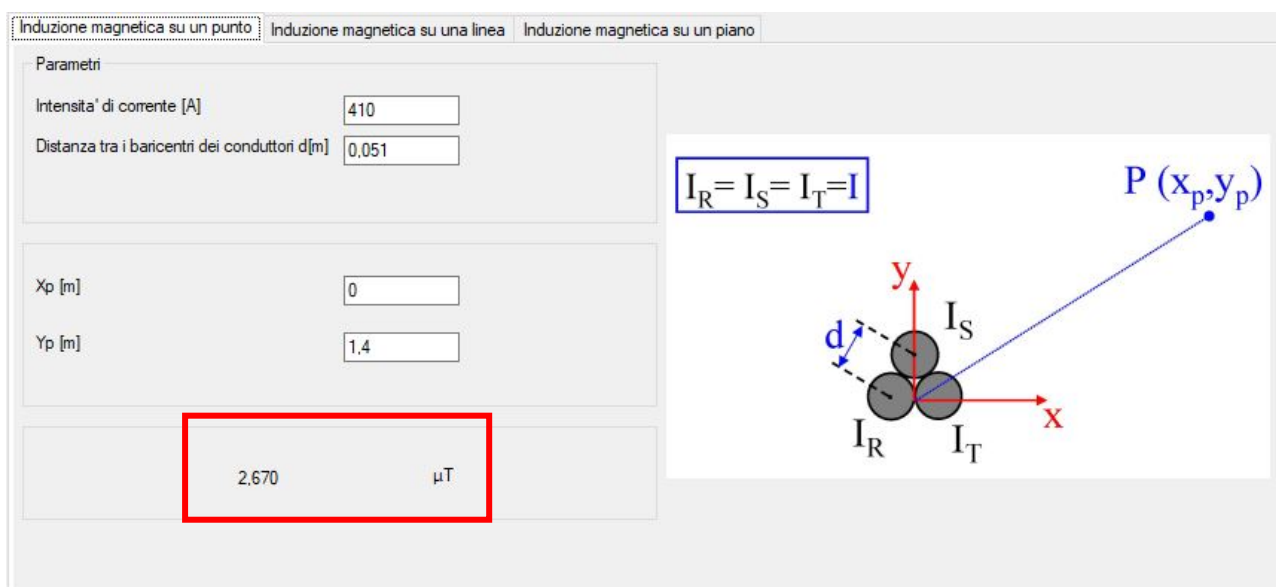 Induzione magnetica su un punto Induzione magnetica su una linea Induzione magnetica su un piano
Parametri
Intensita' di corrente [A] 410
Distanza tra i baricentri dei conduttori d[m] 0,051
Xp [m] 0
Yp [m] 1,4
2,670 µT
I_R= I_S= I_T=I
P (x_p,y_p)
y
I_S
d
x
I_R I_T